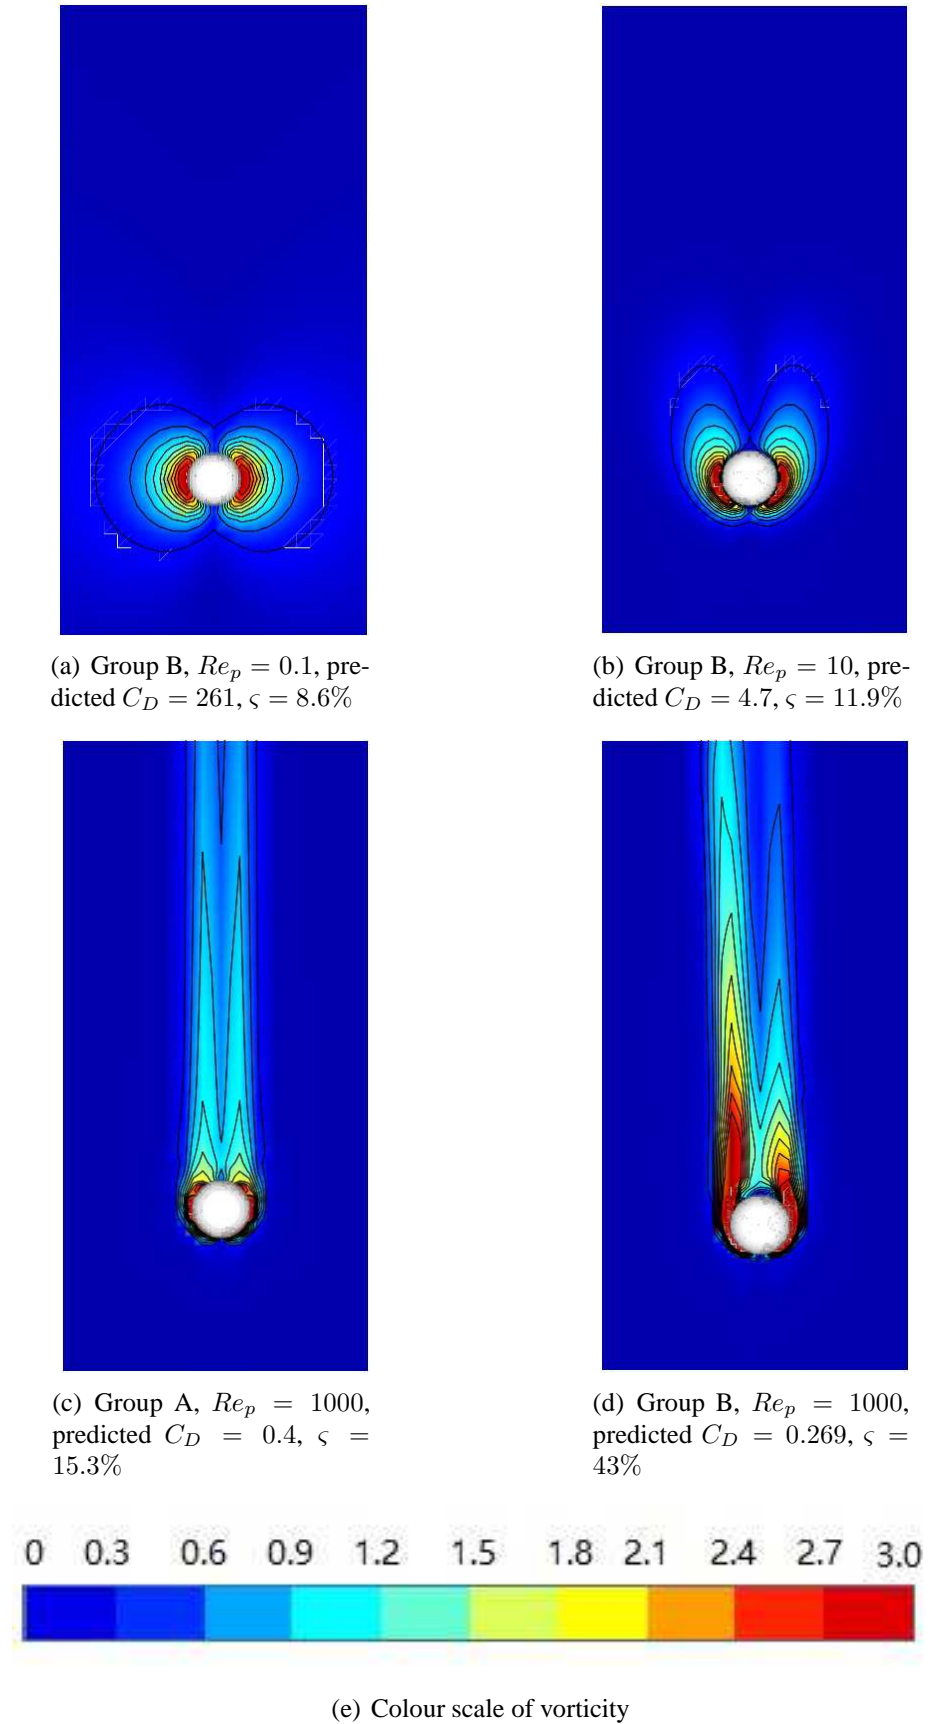 (a) Group B, Re_p = 0.1, pre-
dicted C_D = 261, ς = 8.6%
(b) Group B, Re_p = 10, pre-
dicted C_D = 4.7, ς = 11.9%
(c) Group A, Re_p = 1000,
predicted C_D = 0.4, ς =
15.3%
(d) Group B, Re_p = 1000,
predicted C_D = 0.269, ς =
43%
0 0.3 0.6 0.9 1.2 1.5 1.8 2.1 2.4 2.7 3.0
(e) Colour scale of vorticity